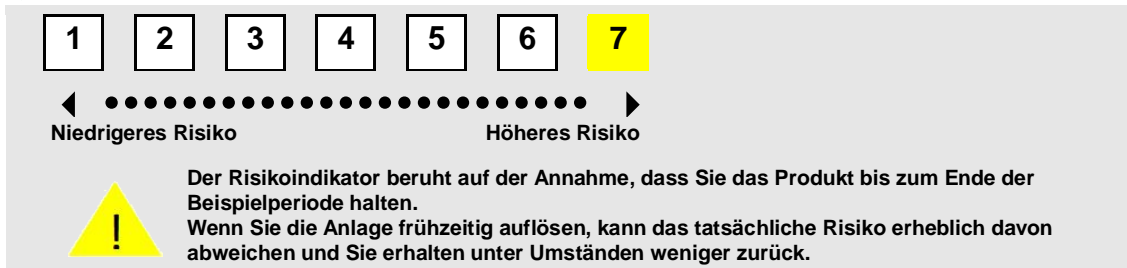 1 2 3 4 5 6 7
Niedrigeres Risiko Höheres Risiko
Der Risikoindikator beruht auf der Annahme, dass Sie das Produkt bis zum Ende der
Beispielperiode halten.
Wenn Sie die Anlage frühzeitig auflösen, kann das tatsächliche Risiko erheblich davon
abweichen und Sie erhalten unter Umständen weniger zurück.
!